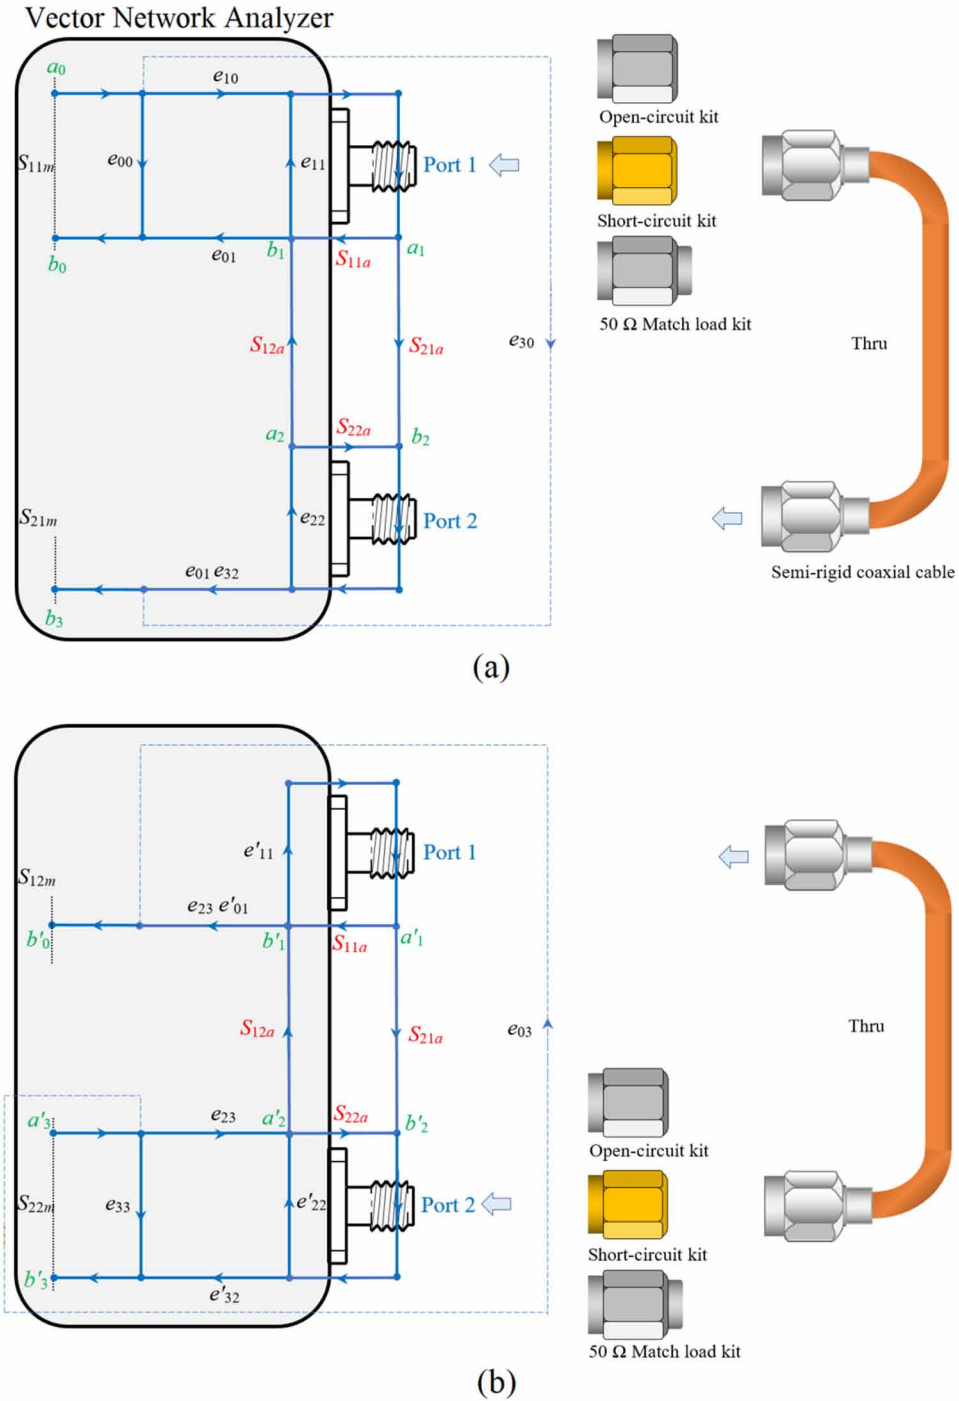 Vector Network Analyzer
a₀
e₁₀
Open-circuit kit
S₁₁ₘ
e₀₀
e₁₁
Port 1
Short-circuit kit
b₀
e₀₁
b₁
S₁₁ₐ
a₁
50 Ω Match load kit
S₁₂ₐ
S₂₁ₐ
e₃₀
Thru
a₂
S₂₂ₐ
b₂
S₂₁ₘ
e₂₂
Port 2
e₀₁ e₃₂
Semi-rigid coaxial cable
b₃
(a)
e'₁₁
Port 1
S₁₂ₘ
e₂₃ e'₀₁
b'₀
b'₁
S₁₁ₐ
a'₁
S₁₂ₐ
S₂₁ₐ
e₀₃
Thru
a'₃
e₂₃
a'₂
S₂₂ₐ
b'₂
Open-circuit kit
S₂₂ₘ
e₃₃
e'₂₂
Port 2
Short-circuit kit
b'₃
e'₃₂
50 Ω Match load kit
(b)